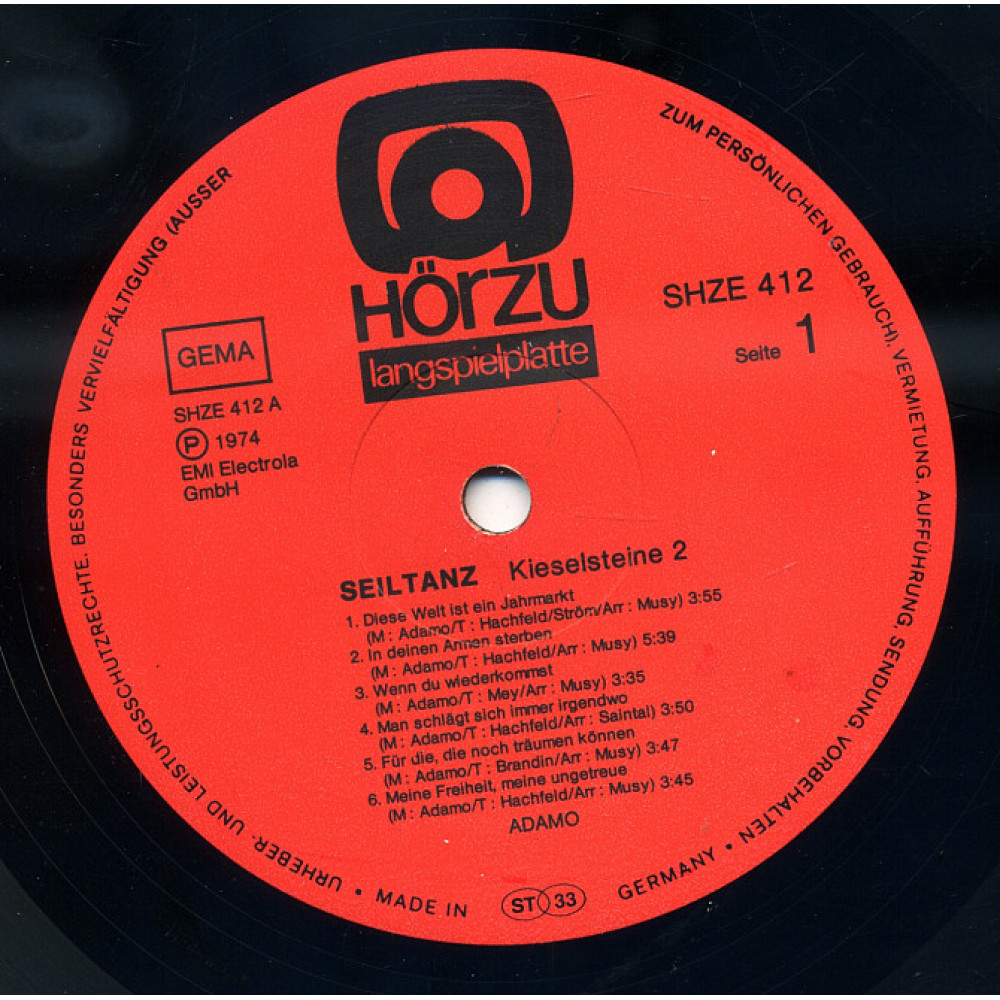 HÖRZU
langspielplatte
SHZE 412
Seite 1
GEMA
SHZE 412 A
Ⓟ 1974
EMI Electrola
GmbH
SEILTANZ Kieselsteine 2
1. Diese Welt ist ein Jahrmarkt
(M : Adamo/T : Hachfeld/Ström/Arr : Musy) 3:55
2. In deinen Armen sterben
(M : Adamo/T : Hachfeld/Arr : Musy) 5:39
3. Wenn du wiederkommst
(M : Adamo/T : Mey/Arr : Musy) 3:35
4. Man schlägt sich immer irgendwo
(M : Adamo/T : Hachfeld/Arr : Saintal) 3:50
5. Für die, die noch träumen können
(M : Adamo/T : Brandin/Arr : Musy) 3:47
6. Meine Freiheit, meine ungetreue
(M : Adamo/T : Hachfeld/Arr : Musy) 3:45
ADAMO
URHEBER- UND LEISTUNGSSCHUTZRECHTE. BESONDERS VERVIELFÄLTIGUNG (AUSSER
ZUM PERSÖNLICHEN GEBRAUCH), VERMIETUNG, AUFFÜHRUNG, SENDUNG, VORBEHALTEN •
• MADE IN ST 33 GERMANY